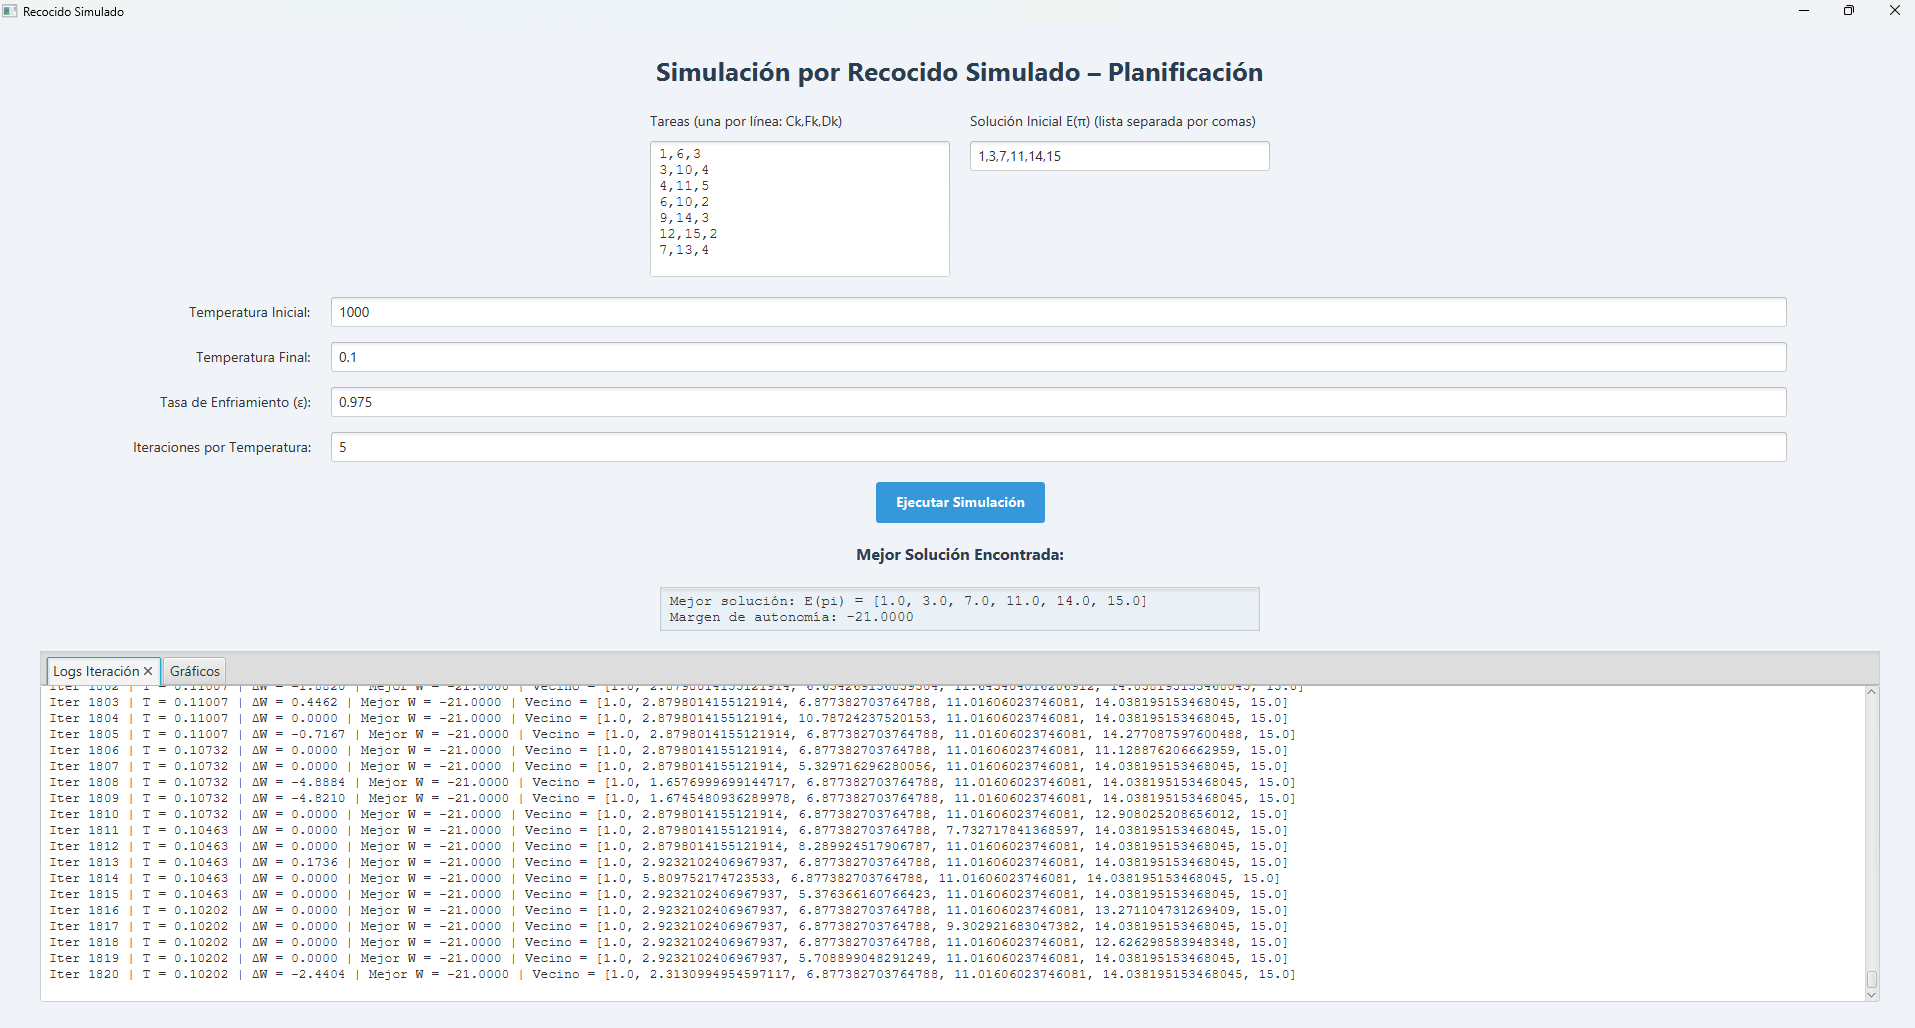 Recocido Simulado
Simulación por Recocido Simulado – Planificación
Tareas (una por línea: Ck,Fk,Dk)
Solución Inicial E(π) (lista separada por comas)
1,6,3
3,10,4
4,11,5
6,10,2
9,14,3
12,15,2
7,13,4
1,3,7,11,14,15
Temperatura Inicial:
1000
Temperatura Final:
0.1
Tasa de Enfriamiento (ε):
0.975
Iteraciones por Temperatura:
5
Ejecutar Simulación
Mejor Solución Encontrada:
Mejor solución: E(pi) = [1.0, 3.0, 7.0, 11.0, 14.0, 15.0]
Margen de autonomía: -21.0000
Logs Iteración
Gráficos
Iter 1803 | T = 0.11007 | ΔW = 0.4462 | Mejor W = -21.0000 | Vecino = [1.0, 2.8798014155121914, 6.877382703764788, 11.01606023746081, 14.038195153468045, 15.0]
Iter 1804 | T = 0.11007 | ΔW = 0.0000 | Mejor W = -21.0000 | Vecino = [1.0, 2.8798014155121914, 10.78724237520153, 11.01606023746081, 14.038195153468045, 15.0]
Iter 1805 | T = 0.11007 | ΔW = -0.7167 | Mejor W = -21.0000 | Vecino = [1.0, 2.8798014155121914, 6.877382703764788, 11.01606023746081, 14.277087597600488, 15.0]
Iter 1806 | T = 0.10732 | ΔW = 0.0000 | Mejor W = -21.0000 | Vecino = [1.0, 2.8798014155121914, 6.877382703764788, 11.01606023746081, 11.128876206662959, 15.0]
Iter 1807 | T = 0.10732 | ΔW = 0.0000 | Mejor W = -21.0000 | Vecino = [1.0, 2.8798014155121914, 5.329716296280056, 11.01606023746081, 14.038195153468045, 15.0]
Iter 1808 | T = 0.10732 | ΔW = -4.8884 | Mejor W = -21.0000 | Vecino = [1.0, 1.6576999699144717, 6.877382703764788, 11.01606023746081, 14.038195153468045, 15.0]
Iter 1809 | T = 0.10732 | ΔW = -4.8210 | Mejor W = -21.0000 | Vecino = [1.0, 1.6745480936289978, 6.877382703764788, 11.01606023746081, 14.038195153468045, 15.0]
Iter 1810 | T = 0.10732 | ΔW = 0.0000 | Mejor W = -21.0000 | Vecino = [1.0, 2.8798014155121914, 6.877382703764788, 11.01606023746081, 12.908025208656012, 15.0]
Iter 1811 | T = 0.10463 | ΔW = 0.0000 | Mejor W = -21.0000 | Vecino = [1.0, 2.8798014155121914, 6.877382703764788, 7.732717841368597, 14.038195153468045, 15.0]
Iter 1812 | T = 0.10463 | ΔW = 0.0000 | Mejor W = -21.0000 | Vecino = [1.0, 2.8798014155121914, 8.289924517906787, 11.01606023746081, 14.038195153468045, 15.0]
Iter 1813 | T = 0.10463 | ΔW = 0.1736 | Mejor W = -21.0000 | Vecino = [1.0, 2.9232102406967937, 6.877382703764788, 11.01606023746081, 14.038195153468045, 15.0]
Iter 1814 | T = 0.10463 | ΔW = 0.0000 | Mejor W = -21.0000 | Vecino = [1.0, 5.809752174723533, 6.877382703764788, 11.01606023746081, 14.038195153468045, 15.0]
Iter 1815 | T = 0.10463 | ΔW = 0.0000 | Mejor W = -21.0000 | Vecino = [1.0, 2.9232102406967937, 5.376366160766423, 11.01606023746081, 14.038195153468045, 15.0]
Iter 1816 | T = 0.10202 | ΔW = 0.0000 | Mejor W = -21.0000 | Vecino = [1.0, 2.9232102406967937, 6.877382703764788, 11.01606023746081, 13.271104731269409, 15.0]
Iter 1817 | T = 0.10202 | ΔW = 0.0000 | Mejor W = -21.0000 | Vecino = [1.0, 2.9232102406967937, 6.877382703764788, 9.302921683047382, 14.038195153468045, 15.0]
Iter 1818 | T = 0.10202 | ΔW = 0.0000 | Mejor W = -21.0000 | Vecino = [1.0, 2.9232102406967937, 6.877382703764788, 11.01606023746081, 12.626298583948348, 15.0]
Iter 1819 | T = 0.10202 | ΔW = 0.0000 | Mejor W = -21.0000 | Vecino = [1.0, 2.9232102406967937, 5.708899048291249, 11.01606023746081, 14.038195153468045, 15.0]
Iter 1820 | T = 0.10202 | ΔW = -2.4404 | Mejor W = -21.0000 | Vecino = [1.0, 2.3130994954597117, 6.877382703764788, 11.01606023746081, 14.038195153468045, 15.0]